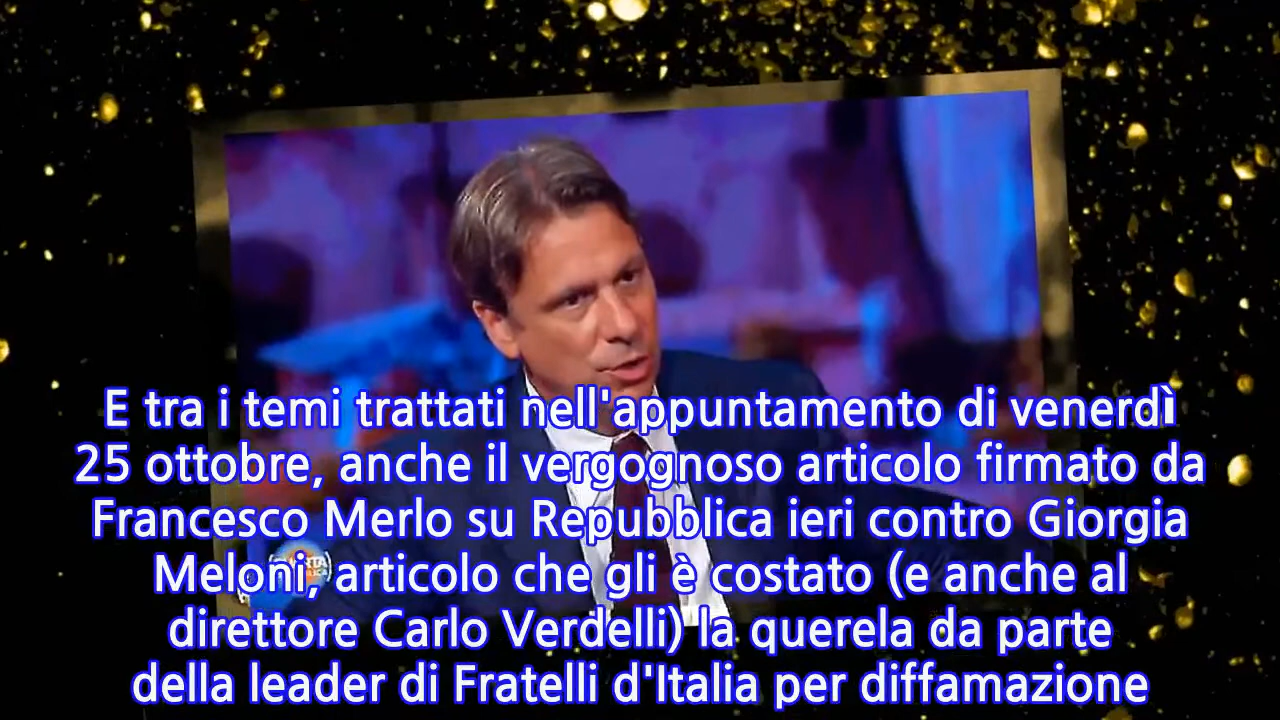 E tra i temi trattati nell'appuntamento di venerdì
25 ottobre, anche il vergognoso articolo firmato da
Francesco Merlo su Repubblica ieri contro Giorgia
Meloni, articolo che gli è costato (e anche al
direttore Carlo Verdelli) la querela da parte
della leader di Fratelli d'Italia per diffamazione